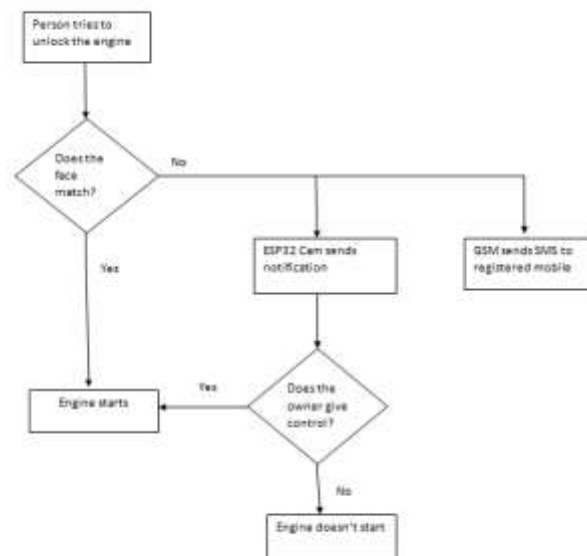 Person tries to
unlock the engine
Does the
face
match?
No
Yes
ESP32 Cam sends
notification
GSM sends SMS to
registered mobile
Yes
Engine starts
Does the
owner give
control?
No
Engine doesn't start